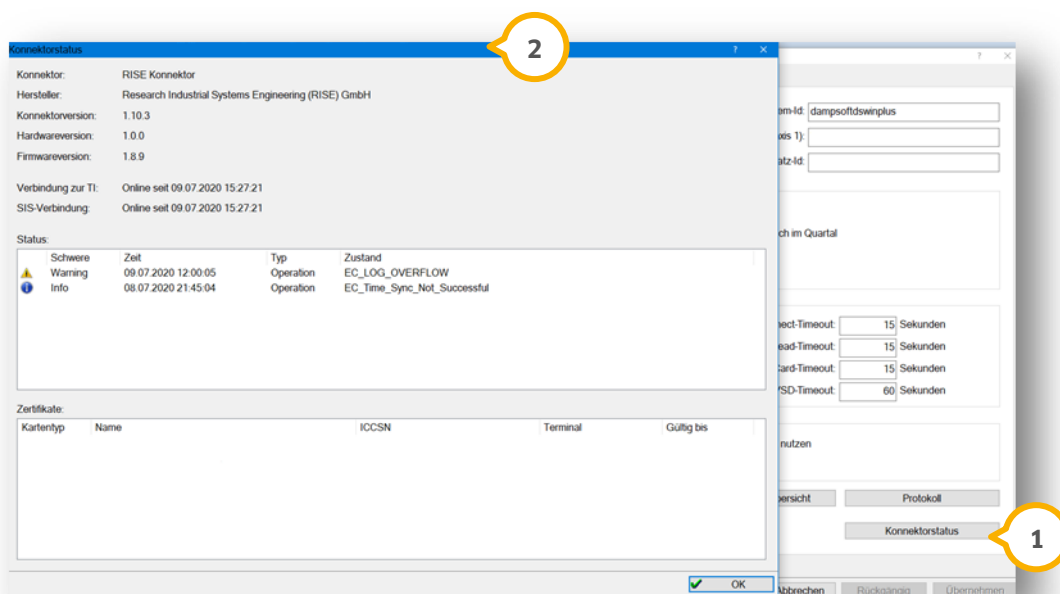 Konnektorstatus
2
Konnektor: RISE Konnektor
Hersteller: Research Industrial Systems Engineering (RISE) GmbH
Konnektorversion: 1.10.3
Hardwareversion: 1.0.0
Firmwareversion: 1.8.9
Verbindung zur TI: Online seit 09.07.2020 15:27:21
SIS-Verbindung: Online seit 09.07.2020 15:27:21
Status:
Schwere Zeit Typ Zustand
Warning 09.07.2020 12:00:05 Operation EC_LOG_OVERFLOW
Info 08.07.2020 21:45:04 Operation EC_Time_Sync_Not_Successful
Zertifikate:
Kartentyp Name ICCSN Terminal Gültig bis
OK
em-Id: dampsoftdswinplus
axis 1):
atz-Id:
ch im Quartal
nect-Timeout: 15 Sekunden
ead-Timeout: 15 Sekunden
Card-Timeout: 15 Sekunden
VSD-Timeout: 60 Sekunden
nutzen
bersicht Protokoll
Konnektorstatus
1
Abbrechen Rückgängig Übernehmen